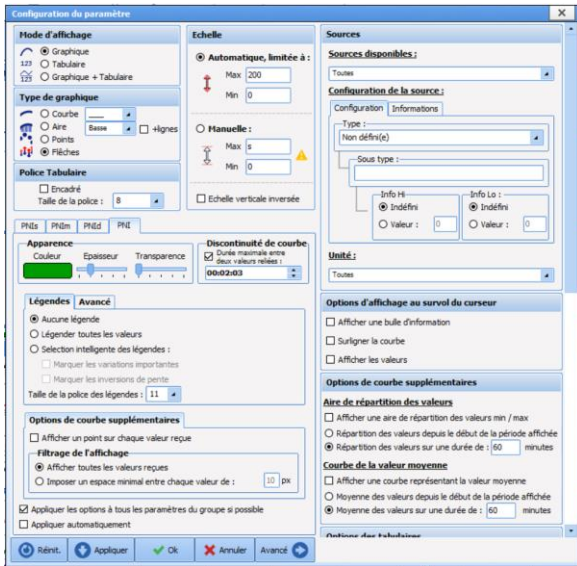 Configuration du paramètre
Mode d'affichage
Graphique
123 Tabulaire
123 Graphique + Tabulaire
Type de graphique
Courbe
Aire Basse +lignes
Points
Flêches
Police Tabulaire
Encadré
Taille de la police : 8
Echelle
Automatique, limitée à :
Max 200
Min 0
Manuelle :
Max s
Min 0
Echelle verticale inversée
PNIs PNIm PNId PNI
Apparence
Couleur Epaisseur Transparence
Discontinuité de courbe
Durée maximale entre
deux valeurs reliées :
00:02:03
Légendes Avancé
Aucune légende
Légender toutes les valeurs
Selection intelligente des légendes :
Marquer les variations importantes
Marquer les inversions de pente
Taille de la police des légendes : 11
Options de courbe supplémentaires
Afficher un point sur chaque valeur reçue
Filtrage de l'affichage
Afficher toutes les valeurs reçues
Imposer un espace minimal entre chaque valeur de : 10 px
Appliquer les options à tous les paramètres du groupe si possible
Appliquer automatiquement
Réinit. Appliquer Ok Annuler Avancé
Sources
Sources disponibles :
Toutes
Configuration de la source :
Configuration Informations
Type :
Non défini(e)
Sous type :
Info Hi
Indéfini
Valeur : 0
Info Lo :
Indéfini
Valeur : 0
Unité :
Toutes
Options d'affichage au survol du curseur
Afficher une bulle d'information
Surligner la courbe
Afficher les valeurs
Options de courbe supplémentaires
Aire de répartition des valeurs
Afficher une aire de répartition des valeurs min / max
Répartition des valeurs depuis le début de la période affichée
Répartition des valeurs sur une durée de : 60 minutes
Courbe de la valeur moyenne
Afficher une courbe représentant la valeur moyenne
Moyenne des valeurs depuis le début de la période affichée
Moyenne des valeurs sur une durée de : 60 minutes
Options des tabulaires